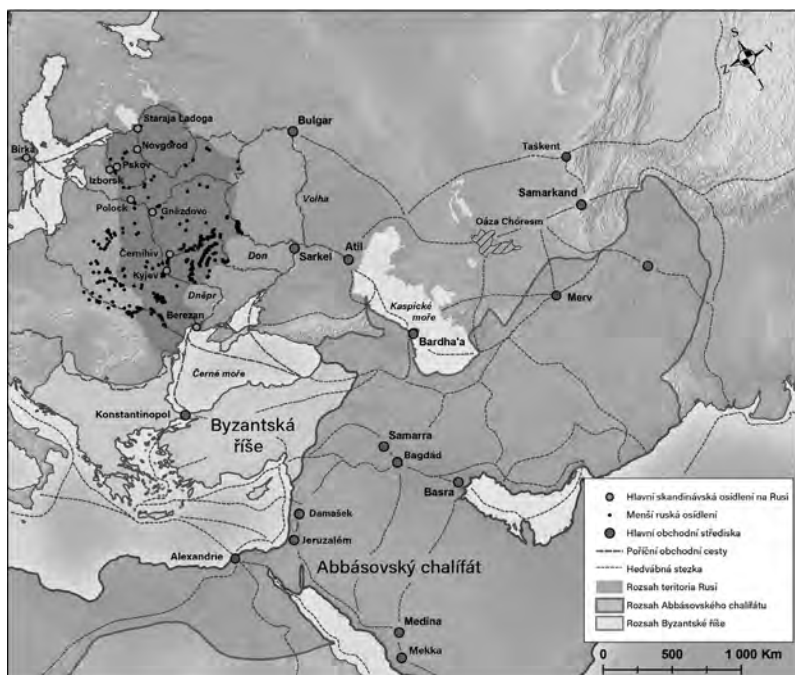 S
V
J
Z
Staraja Ladoga
Bulgar
Novgorod
Birka
Pskov
Izborsk
Taškent
Polock
Gnězdovo
Volha
Samarkand
Oáza Chóresm
Černihiv
Don
Sarkel
Atil
Kyjev
Dněpr
Kaspické
moře
Merv
Berezan
Bardha'a
Černé moře
Konstantinopol
Byzantská
říše
Samarra
Bagdád
Basra
Damašek
Jeruzalém
Alexandrie
Abbásovský chalífát
Medina
Mekka
Hlavní skandinávská osídlení na Rusi
Menší ruská osídlení
Hlavní obchodní střediska
Poříční obchodní cesty
Hedvábná stezka
Rozsah teritoria Rusí
Rozsah Abbásovského chalífátu
Rozsah Byzantské říše
0 500 1 000 Km